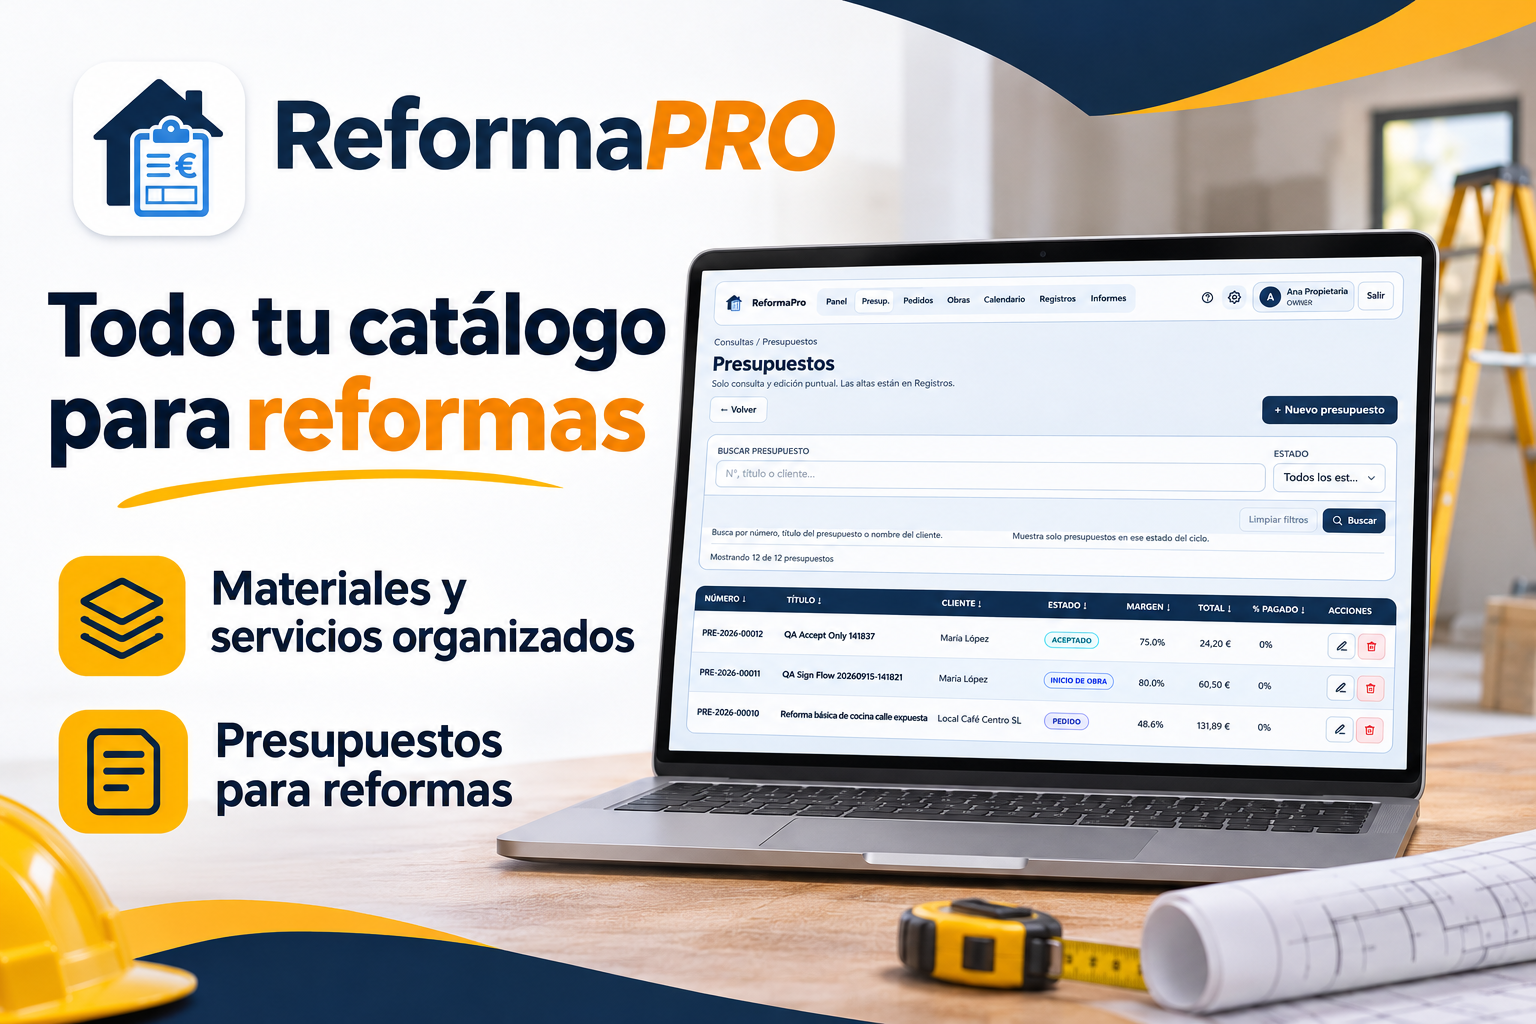 ReformaPRO
Todo tu catálogo
para reformas
Materiales y
servicios organizados
Presupuestos
para reformas
ReformaPro Panel Presup. Pedidos Obras Calendario Registros Informes A Ana Propietaria Salir
OWNER
Consultas / Presupuestos
Presupuestos
Solo consulta y edición puntual. Las altas están en Registros.
← Volver + Nuevo presupuesto
BUSCAR PRESUPUESTO ESTADO
Nº, título o cliente... Todos los est...
Limpiar filtros Buscar
Busca por número, título del presupuesto o nombre del cliente. Muestra solo presupuestos en ese estado del ciclo.
Mostrando 12 de 12 presupuestos
NÚMERO ↓ TÍTULO ↓ CLIENTE ↓ ESTADO ↓ MARGEN ↓ TOTAL ↓ % PAGADO ↓ ACCIONES
PRE-2026-00012 QA Accept Only 141837 María López ACEPTADO 75.0% 24,20 € 0%
PRE-2026-00011 QA Sign Flow 20260915-141821 María López INICIO DE OBRA 80.0% 60,50 € 0%
PRE-2026-00010 Reforma básica de cocina calle expuesta Local Café Centro SL PEDIDO 48.6% 131,89 € 0%